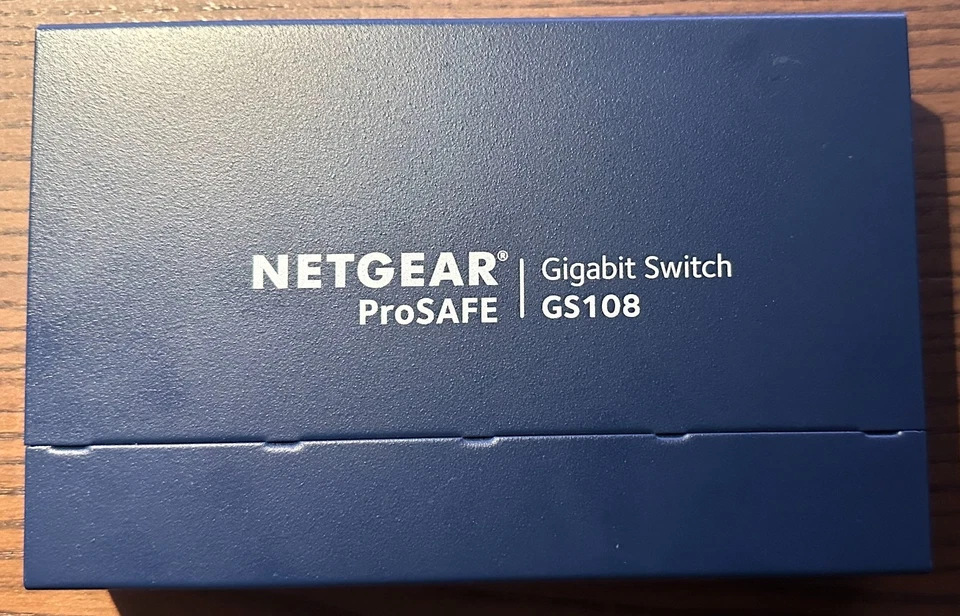 NETGEAR® | Gigabit Switch
ProSAFE | GS108